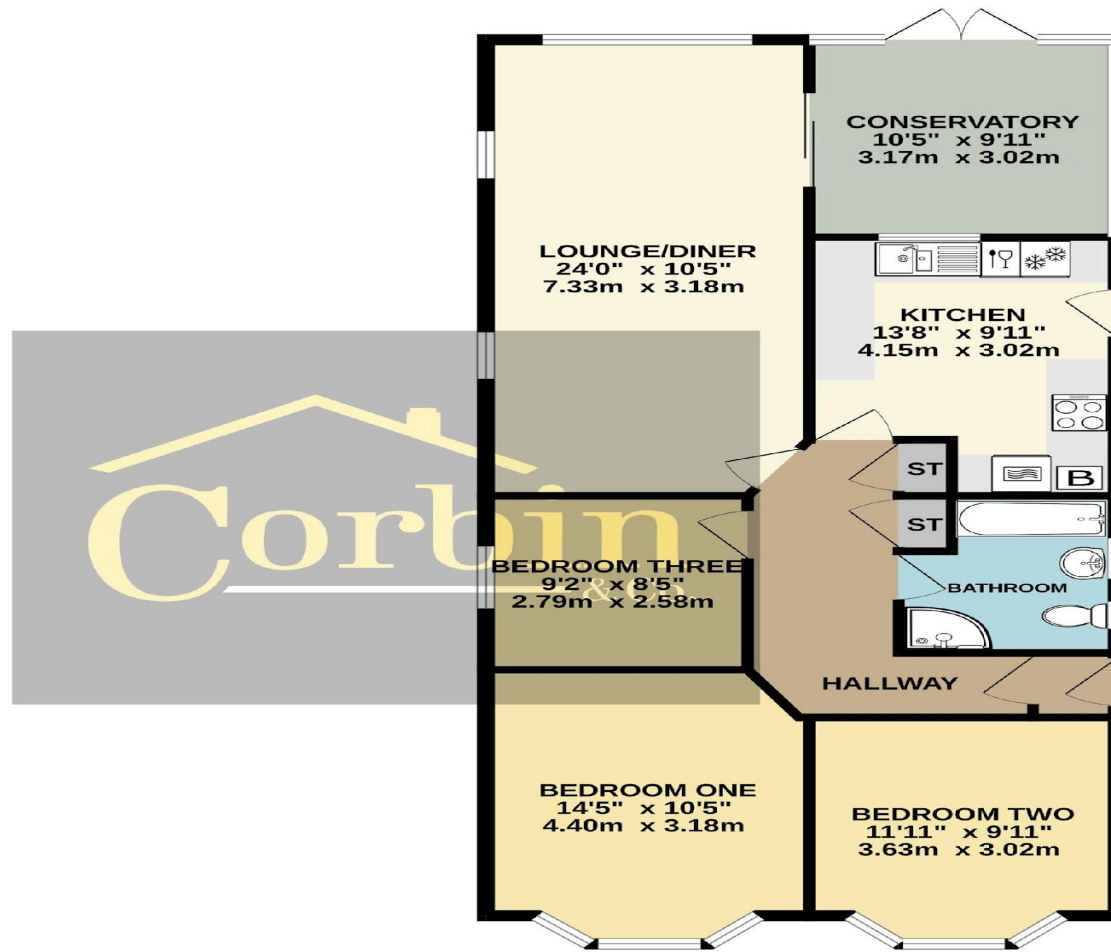 CONSERVATORY
10'5" x 9'11"
3.17m x 3.02m
LOUNGE/DINER
24'0" x 10'5"
7.33m x 3.18m
KITCHEN
13'8" x 9'11"
4.15m x 3.02m
ST
B
ST
Corbin
& Co.
BEDROOM THREE
9'2" x 8'5"
2.79m x 2.58m
BATHROOM
HALLWAY
BEDROOM ONE
14'5" x 10'5"
4.40m x 3.18m
BEDROOM TWO
11'11" x 9'11"
3.63m x 3.02m